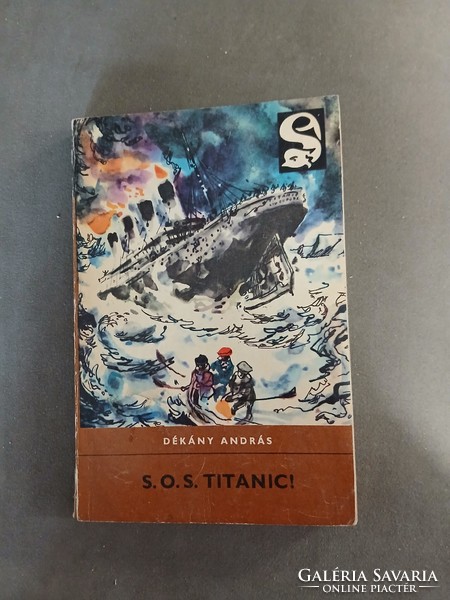 DÉKÁNY ANDRÁS
S.O.S. TITANIC!
GALÉRIA SAVARIA
ONLINE PIACTÉR